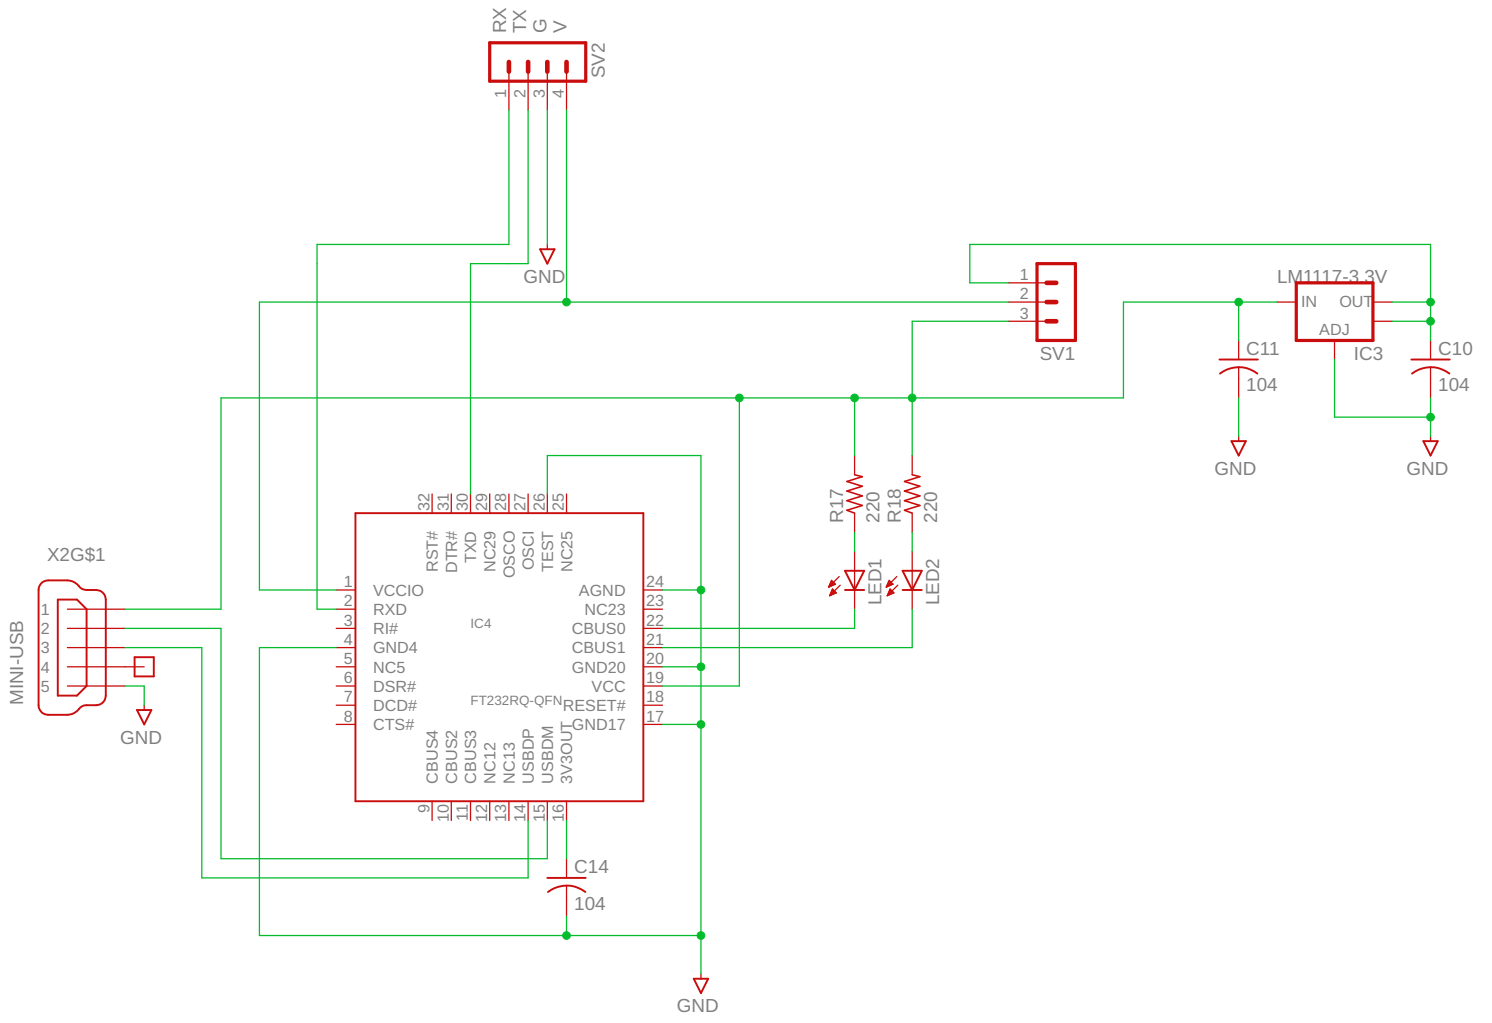 RX
TX
G
V
SV2
1
2
3
4
GND
1
2
3
SV1
LM1117-3.3V
IN
OUT
ADJ
IC3
C11
104
C10
104
GND
GND
R17
220
R18
220
LED1
LED2
32
31
30
29
28
27
26
25
RST#
DTR#
TXD
NC29
OSCO
OSCI
TEST
NC25
1 VCCIO
2 RXD
3 RI#
4 GND4
5 NC5
6 DSR#
7 DCD#
8 CTS#
IC4
FT232RQ-QFN
AGND 24
NC23 23
CBUS0 22
CBUS1 21
GND20 20
VCC 19
RESET# 18
GND17 17
CBUS4
CBUS2
CBUS3
NC12
NC13
USBDP
USBDM
3V3OUT
9
10
11
12
13
14
15
16
X2G$1
MINI-USB
1
2
3
4
5
GND
C14
104
GND